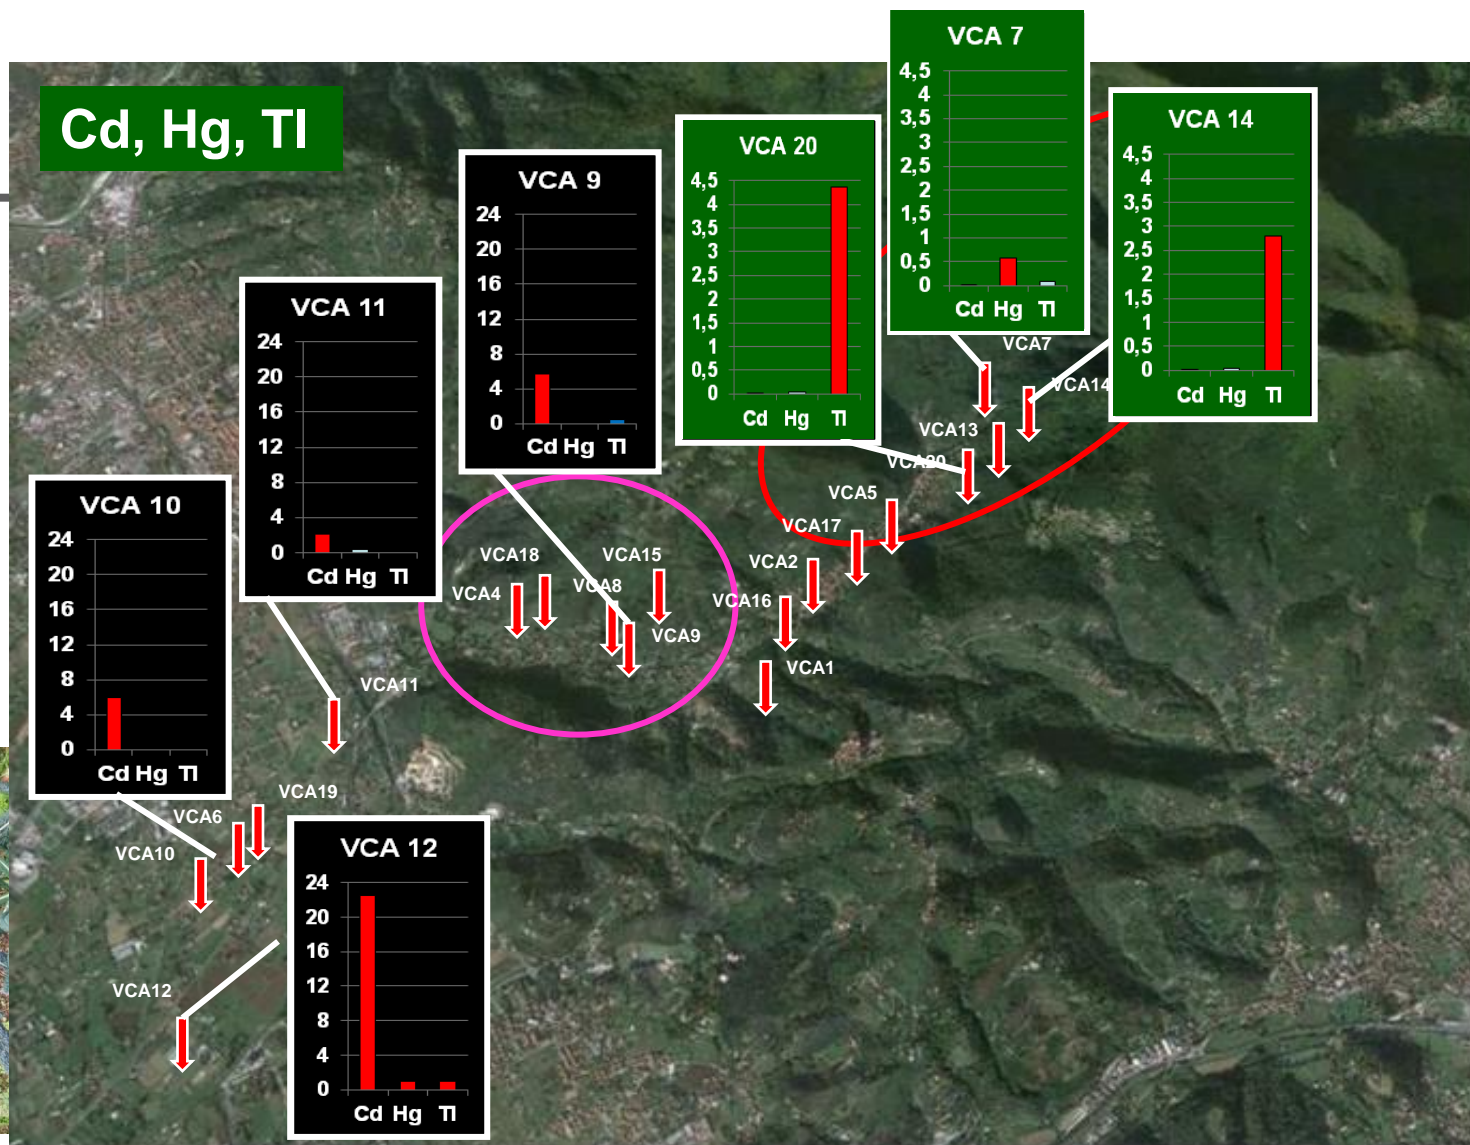 Cd, Hg, Tl
VCA 7
4,5
4
3,5
3
2,5
2
1,5
1
0,5
0
Cd Hg Tl
VCA 14
4,5
4
3,5
3
2,5
2
1,5
1
0,5
0
Cd Hg Tl
VCA 20
4,5
4
3,5
3
2,5
2
1,5
1
0,5
0
Cd Hg Tl
VCA 9
24
20
16
12
8
4
0
Cd Hg Tl
VCA 11
24
20
16
12
8
4
0
Cd Hg Tl
VCA 10
24
20
16
12
8
4
0
Cd Hg Tl
VCA 12
24
20
16
12
8
4
0
Cd Hg Tl
VCA7
VCA14
VCA13
VCA20
VCA5
VCA17
VCA2
VCA16
VCA1
VCA18
VCA15
VCA4
VCA8
VCA9
VCA11
VCA19
VCA6
VCA10
VCA12